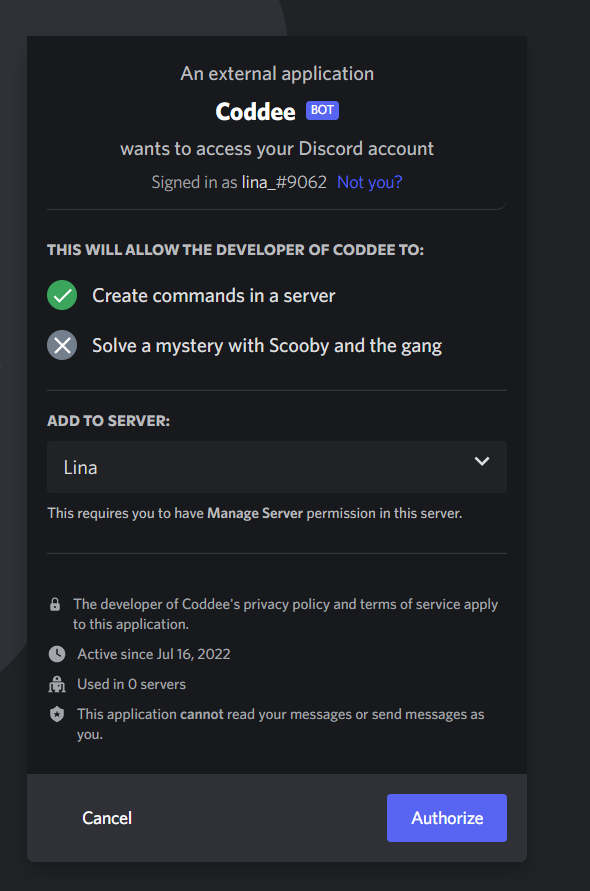 An external application
Coddee BOT
wants to access your Discord account
Signed in as lina_#9062 Not you?
THIS WILL ALLOW THE DEVELOPER OF CODDEE TO:
Create commands in a server
Solve a mystery with Scooby and the gang
ADD TO SERVER:
Lina
This requires you to have Manage Server permission in this server.
The developer of Coddee's privacy policy and terms of service apply
to this application.
Active since Jul 16, 2022
Used in 0 servers
This application cannot read your messages or send messages as
you.
Cancel
Authorize